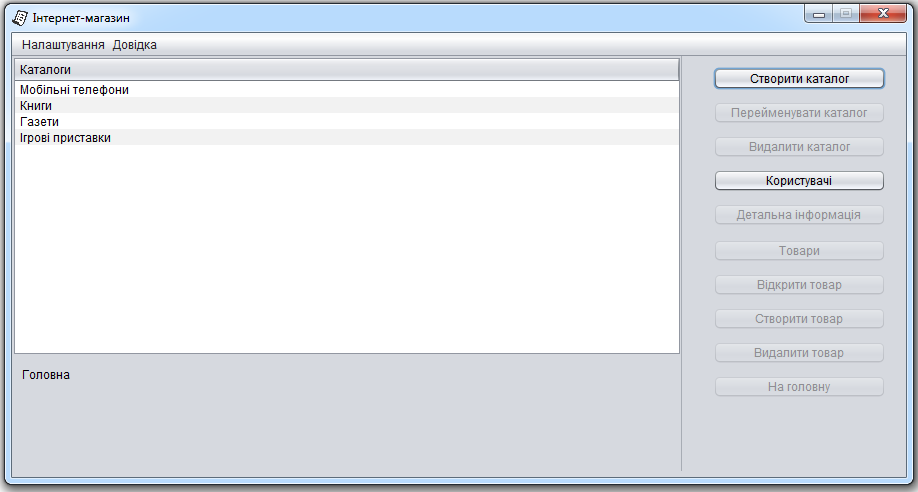 Інтернет-магазин
Налаштування Довідка
Каталоги
Мобільні телефони
Книги
Газети
Ігрові приставки
Головна
Створити каталог
Перейменувати каталог
Видалити каталог
Користувачі
Детальна інформація
Товари
Відкрити товар
Створити товар
Видалити товар
На головну